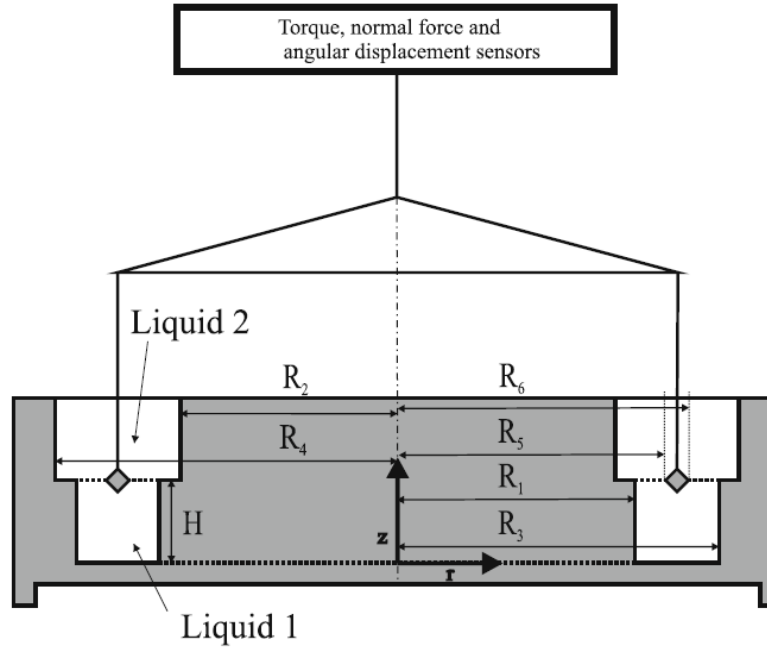 Torque, normal force and
angular displacement sensors
Liquid 2
R₂
R₆
R₄
R₅
R₁
H
z
R₃
r
Liquid 1